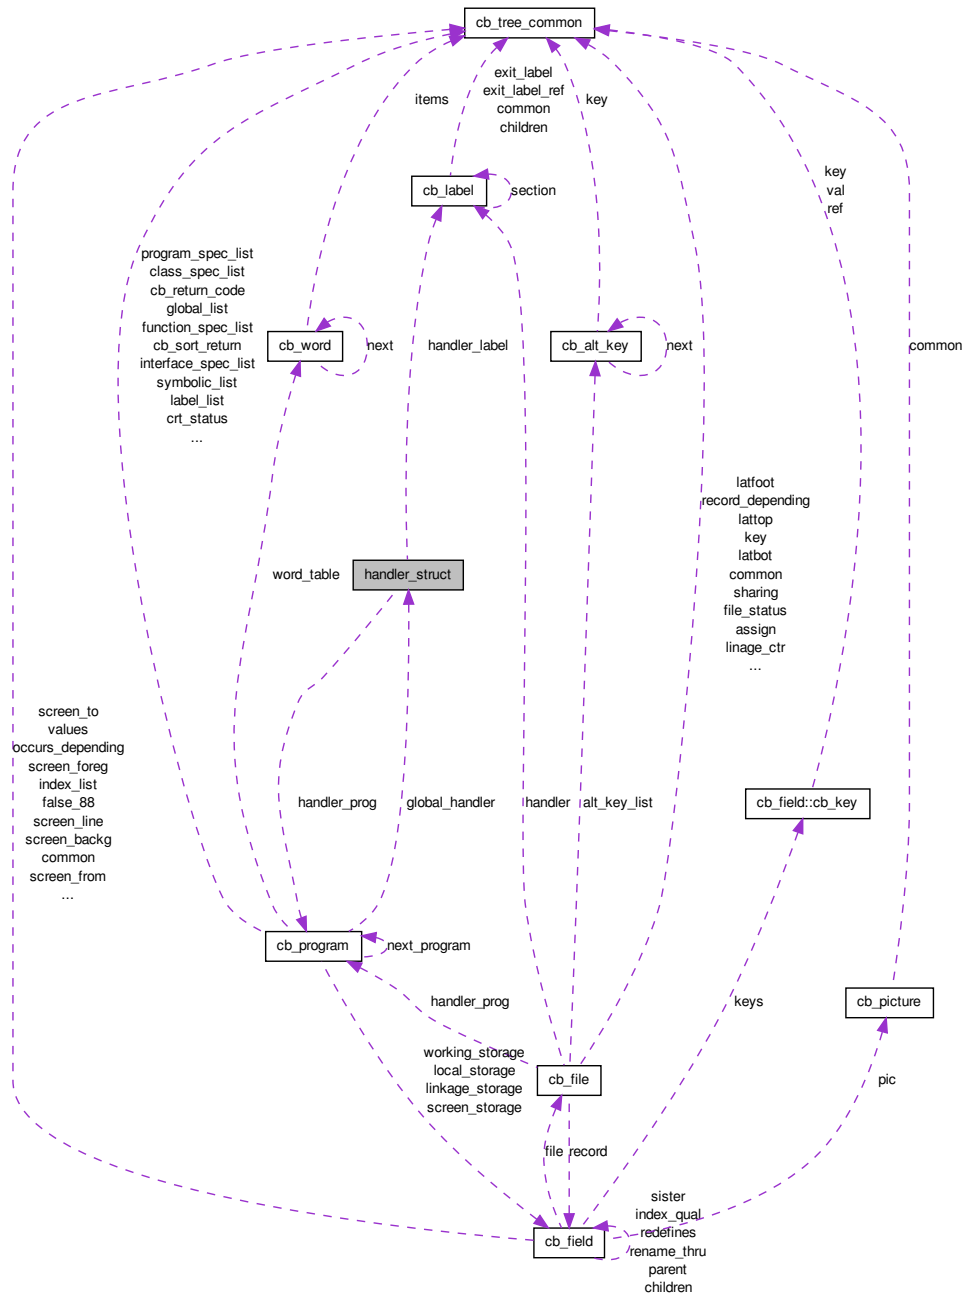 cb_tree_common
exit_label
exit_label_ref
common
children
items
key
cb_label
section
key
val
ref
program_spec_list
class_spec_list
cb_return_code
global_list
function_spec_list
cb_sort_return
interface_spec_list
symbolic_list
label_list
crt_status
...
cb_word
next
handler_label
cb_alt_key
next
common
latfoot
record_depending
lattop
key
latbot
common
sharing
file_status
assign
linage_ctr
...
word_table
handler_struct
screen_to
values
occurs_depending
screen_foreg
index_list
false_88
screen_line
screen_backg
common
screen_from
...
handler_prog
global_handler
handler
alt_key_list
cb_field::cb_key
cb_program
next_program
handler_prog
keys
cb_picture
working_storage
local_storage
linkage_storage
screen_storage
cb_file
pic
file
record
sister
index_qual
redefines
rename_thru
parent
children
cb_field